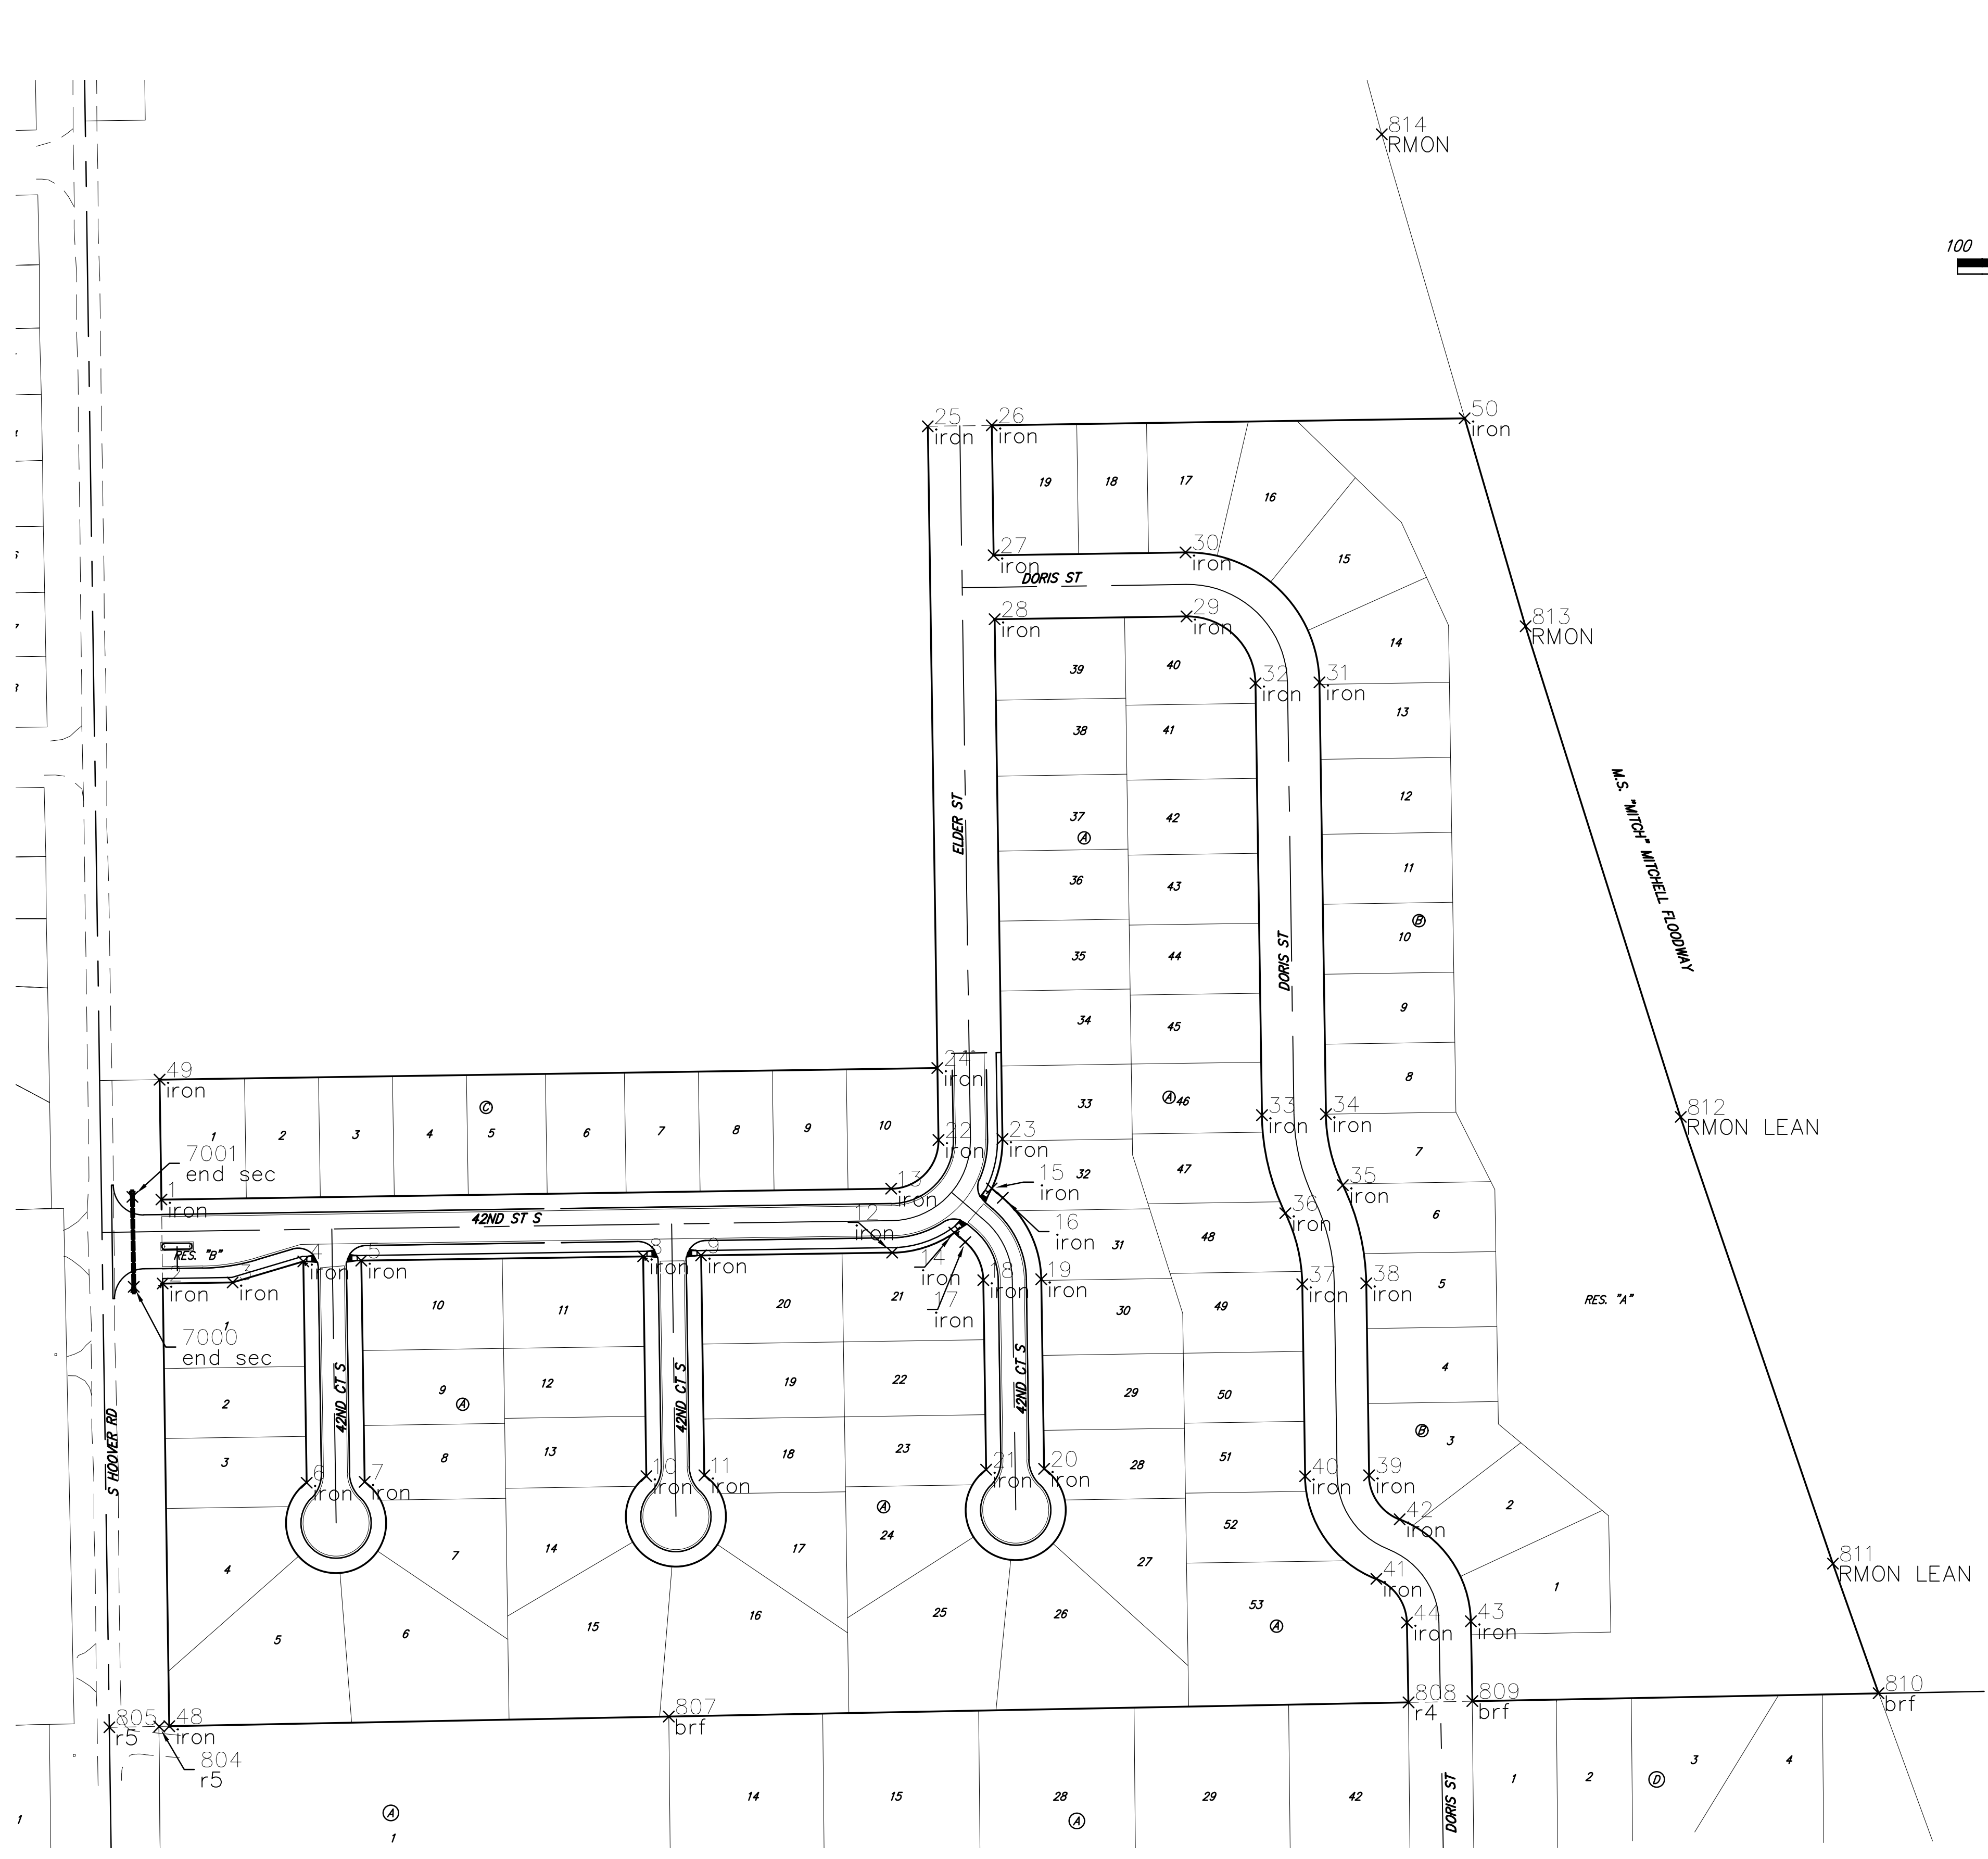 814
RMON
100
25
iron
26
iron
50
iron
19
18
17
16
15
14
27
iron
30
iron
DORIS ST
28
iron
29
iron
813
RMON
39
40
32
iron
31
iron
13
38
41
12
M.S. "MITCH" MITCHELL FLOODWAY
ELDER ST
37
42
A
36
43
11
B
10
35
44
DORIS ST
34
45
9
49
iron
24
8
C
1
2
3
4
5
6
7
8
9
10
33
A
46
33
iron
34
iron
812
RMON LEAN
7001
end sec
22
iron
23
iron
7
32
47
1
iron
13
iron
15
iron
35
iron
42ND ST S
12
iron
16
iron
36
iron
6
RES. "B"
31
48
2
iron
3
iron
4
iron
5
iron
8
iron
9
iron
14
iron
17
iron
18
iron
19
iron
37
iron
38
iron
5
RES. "A"
10
11
20
21
30
49
1
7000
end sec
42ND CT S
42ND CT S
42ND CT S
4
9
12
19
22
29
50
2
A
S HOOVER RD
B
3
3
8
13
18
23
28
51
6
iron
7
iron
10
iron
11
iron
21
iron
20
iron
40
iron
39
iron
A
24
52
42
iron
2
4
7
14
17
27
41
iron
1
811
RMON LEAN
5
6
15
16
25
26
53
A
44
iron
43
iron
805
r5
48
iron
807
brf
808
r4
809
brf
810
brf
804
r5
14
15
28
29
42
DORIS ST
1
2
D
3
4
1
A
1
A